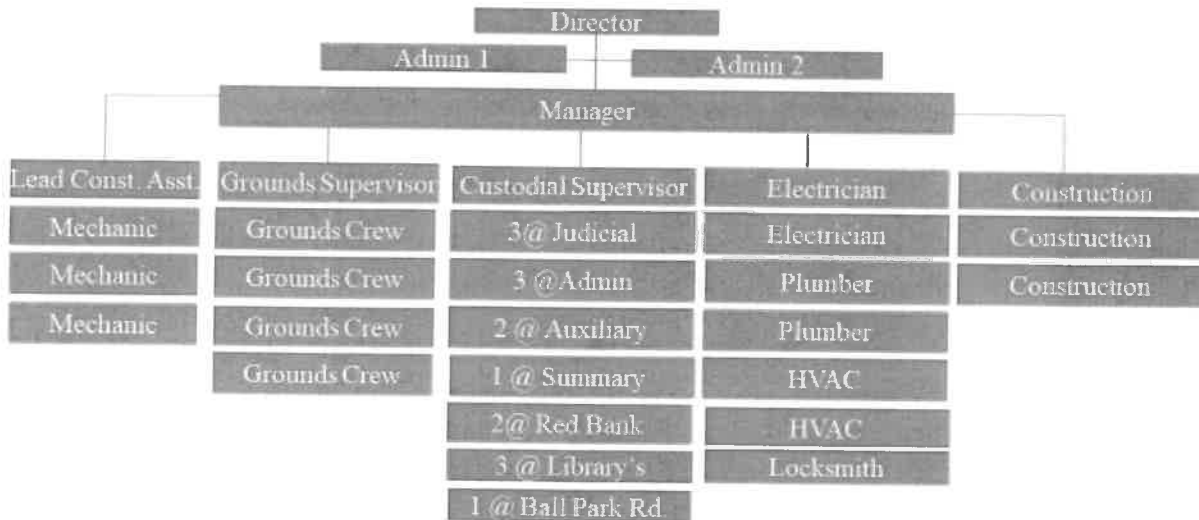 Director
Admin 1
Admin 2
Manager
Lead Const. Asst.
Mechanic
Mechanic
Mechanic
Grounds Supervisor
Grounds Crew
Grounds Crew
Grounds Crew
Grounds Crew
Custodial Supervisor
3@ Judicial
3 @Admin
2 @ Auxiliary
1 @ Summary
2@ Red Bank
3 @ Library's
1 @ Ball Park Rd.
Electrician
Electrician
Plumber
Plumber
HVAC
HVAC
Locksmith
Construction
Construction
Construction